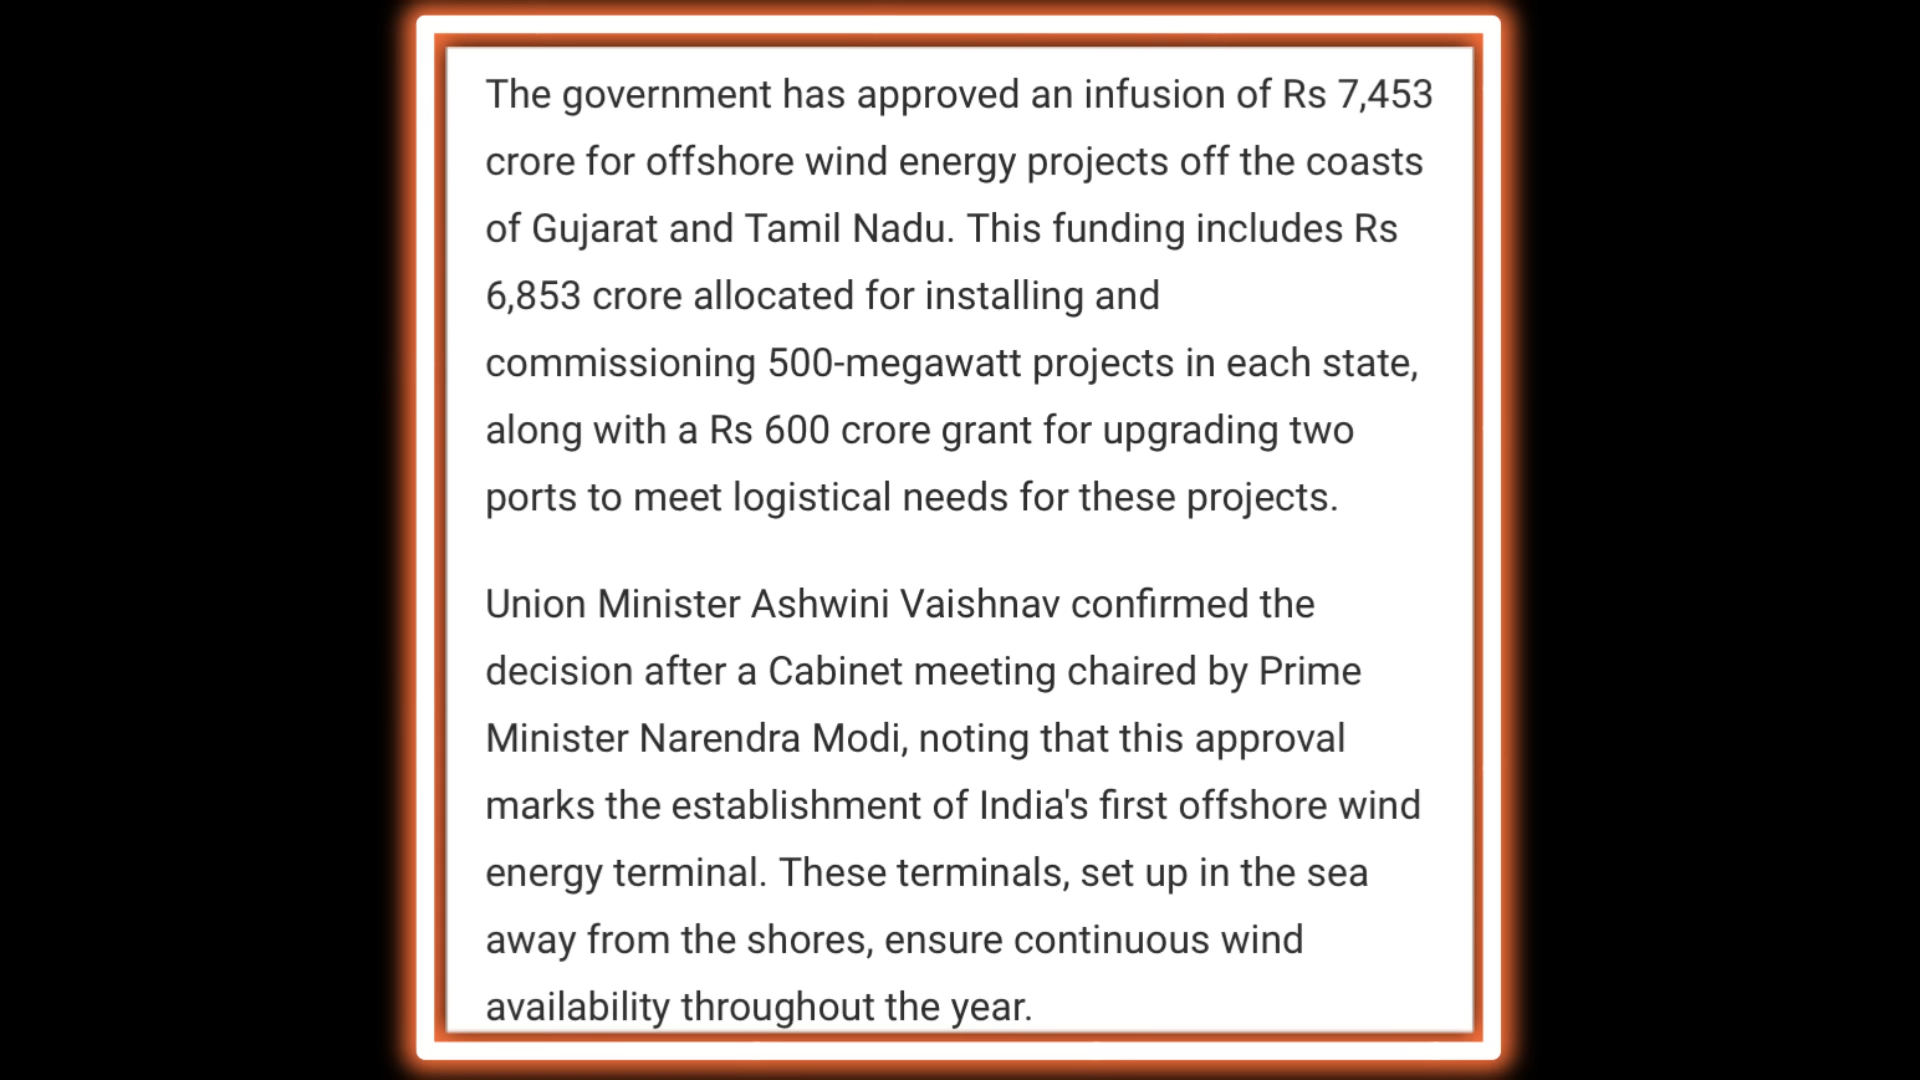 The government has approved an infusion of Rs 7,453
crore for offshore wind energy projects off the coasts
of Gujarat and Tamil Nadu. This funding includes Rs
6,853 crore allocated for installing and
commissioning 500-megawatt projects in each state,
along with a Rs 600 crore grant for upgrading two
ports to meet logistical needs for these projects.
Union Minister Ashwini Vaishnav confirmed the
decision after a Cabinet meeting chaired by Prime
Minister Narendra Modi, noting that this approval
marks the establishment of India's first offshore wind
energy terminal. These terminals, set up in the sea
away from the shores, ensure continuous wind
availability throughout the year.